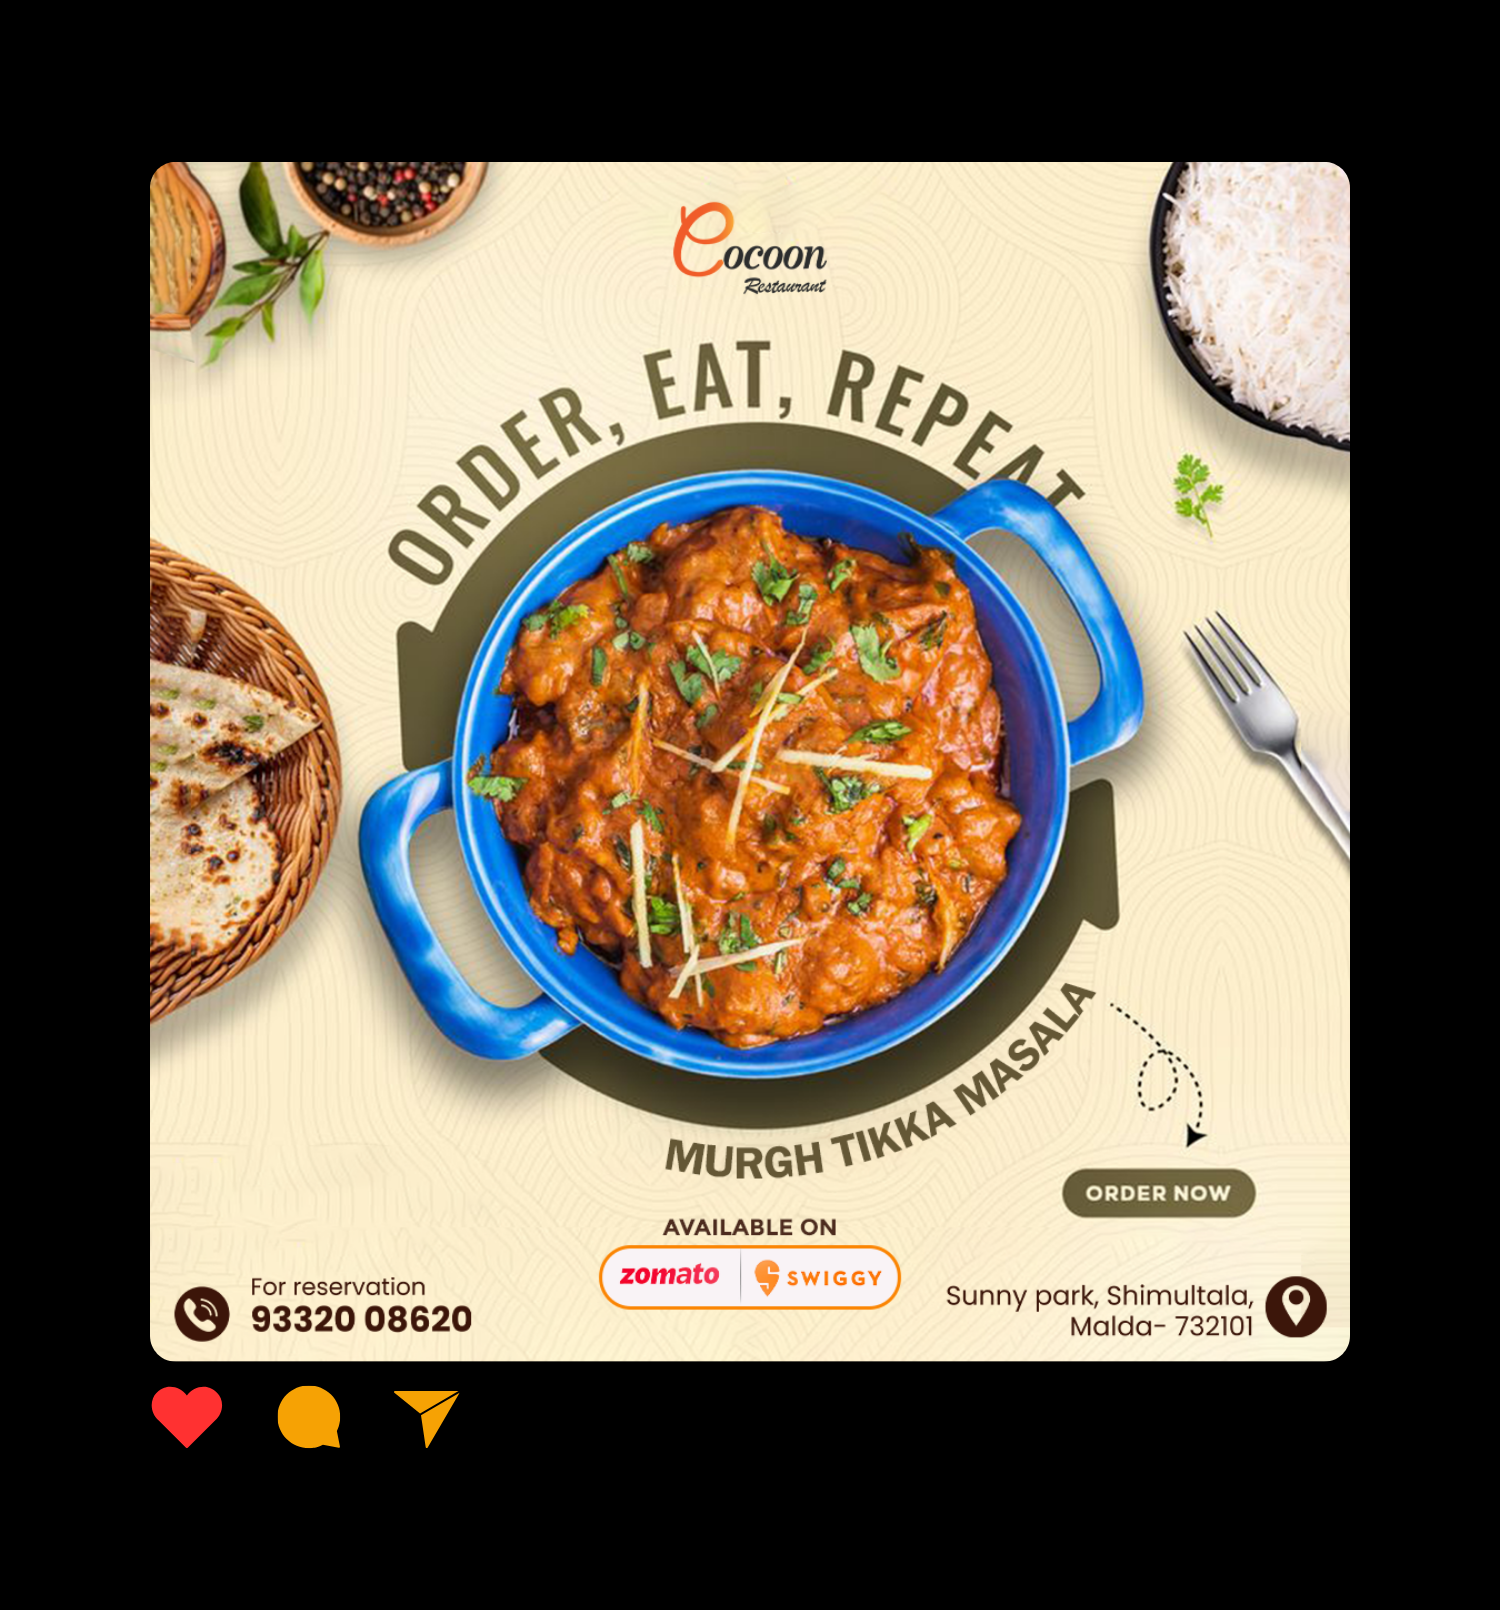 Cocoon
Restaurant
ORDER, EAT, REPEAT
MURGH TIKKA MASALA
ORDER NOW
AVAILABLE ON
zomato
SWIGGY
For reservation
93320 08620
Sunny park, Shimultala,
Malda- 732101